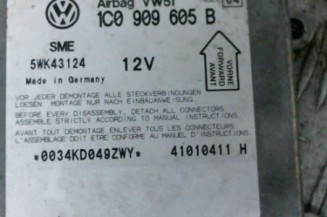 Airbag VW51
04
1C0 909 605 B
SME
5WK43124 12V
Made in Germany
FORWARD AVANT
VORNE
VOR JEDER DEMONTAGE ALLE STECKVERBINDUNGEN
LOESEN. MONTAGE NUR NACH EINBAUANWEISUNG.
BEFORE EVERY DISASSEMBLY, DETACH ALL CONNECTORS
ASSEMBLE STRICTLY ACCORDING TO MANUAL INSTRUCTIONS.
AVANT TOUT DEMONTAGE ENLEVER TOUS LES CONNECTEURS
L'ASSEMBLAGE DOIT ETRE CONFORME AU MANUEL D'INSTRUCTIONS
*0034KD049ZWY* 41010411 H